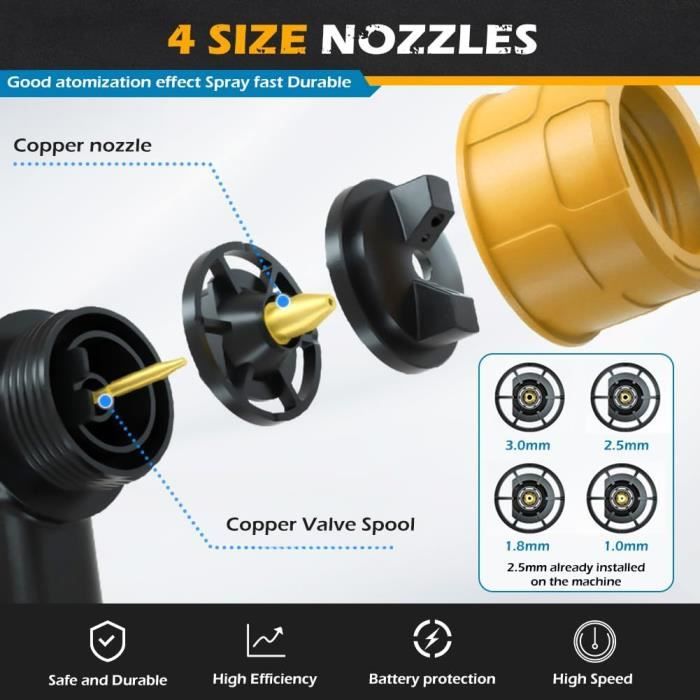 4 SIZE NOZZLES
Good atomization effect Spray fast Durable
Copper nozzle
Copper Valve Spool
3.0mm 2.5mm
1.8mm 1.0mm
2.5mm already installed
on the machine
Safe and Durable High Efficiency Battery protection High Speed